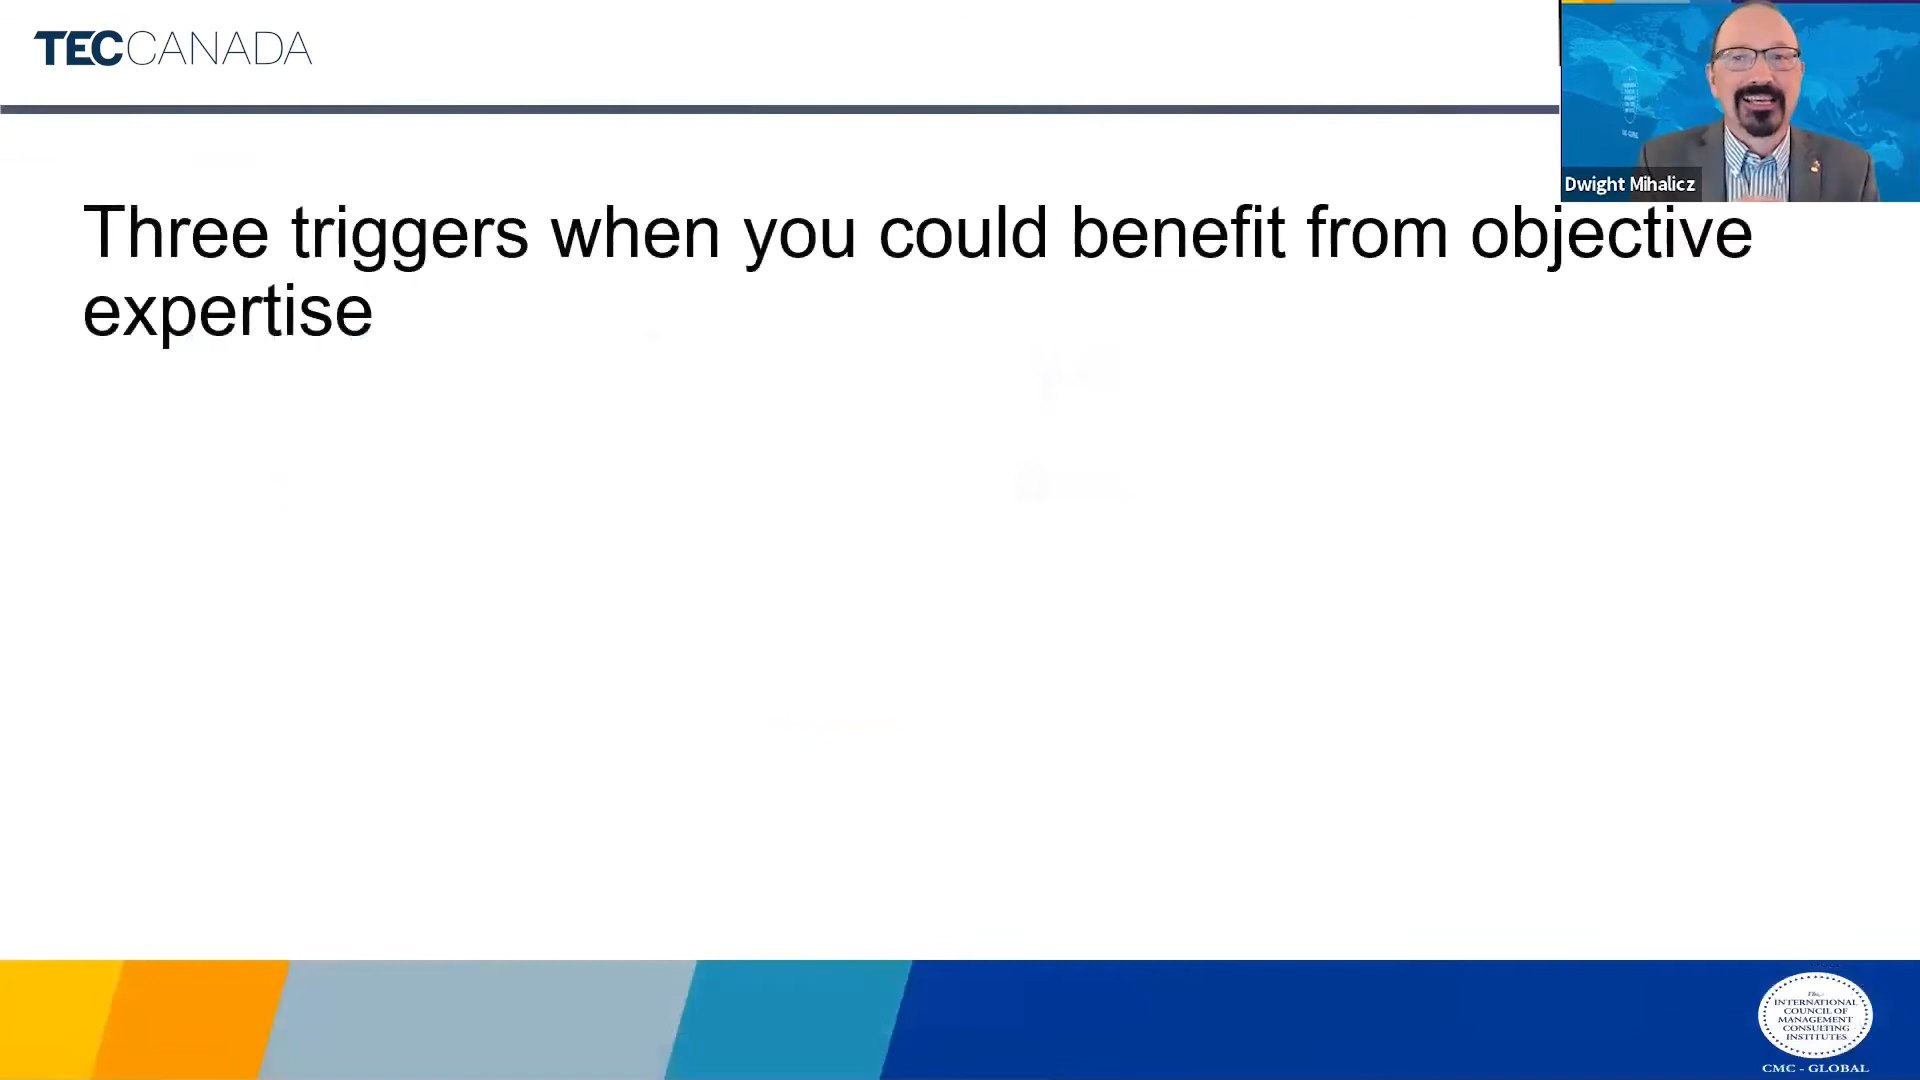 TECCANADA
Dwight Mihalicz
Three triggers when you could benefit from objective
expertise
The
INTERNATIONAL
COUNCIL OF
MANAGEMENT
CONSULTING
INSTITUTES
CMC - GLOBAL